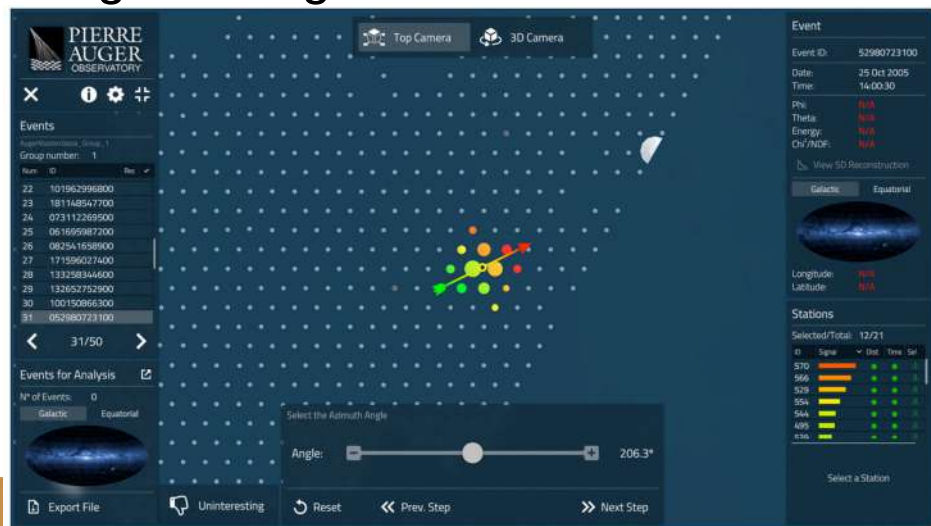 PIERRE
AUGER
OBSERVATORY
Top Camera
3D Camera
Events
Group number: 1
Num ID Rec
22 101962996800
23 181148547700
24 073112269500
25 061695987200
26 082541658900
27 171596027400
28 133258344600
29 132652752900
30 100150866300
31 052980723100
31/50
Events for Analysis
N° of Events: 0
Galactic Equatorial
Export File
Uninteresting
Select the Azimuth Angle
Angle:
206.3°
Reset
Prev. Step
Next Step
Event
Event ID: 52980723100
Date: 25 Oct 2005
Time: 14:00:30
Phi: N/A
Theta: N/A
Energy: N/A
Chi²/NDF: N/A
View SD Reconstruction
Galactic Equatorial
Longitude: N/A
Latitude: N/A
Stations
Selected/Total: 12/21
ID Signal Dist Time Sel
570
566
529
554
544
495
Select a Station